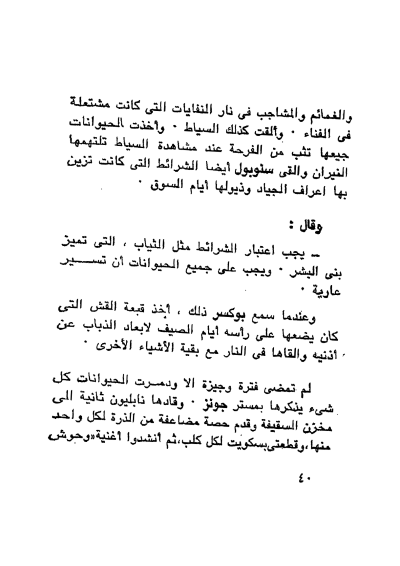 والغمائم والمشاجب فى نار النفايات التى كانت مشتعلة
فى الفناء . وألقت كذلك السياط . وأخذت الحيوانات
جيعها تثب من الفرحة عند مشاهدة السياط تلتهمها
النيران والقى سنوبول أيضا الشرائط التى كانت تزين
بها اعراف الجياد وذيولها أيام السوق .
وقال :
– يجب اعتبار الشرائط مثل الثياب ، التى تميز
بنى البشر . ويجب على جميع الحيوانات أن تســـير
عارية .
وعندما سمع بوكسر ذلك ، أخذ قبعة القش التى
كان يضعها على رأسه أيام الصيف لابعاد الذباب عن
أذنيه والقاها فى النار مع بقية الأشياء الأخرى .
لم تمضى فترة وجيزة الا ودمرت الحيوانات كل
شىء يذكرها بمستر جونز . وقادها نابليون ثانية الى
مخزن السقيفة وقدم حصة مضاعفة من الذرة لكل واحد
منها، وقطعتى بسكويت لكل كلب، ثم أنشدوا أغنية «وحوش
٤٠